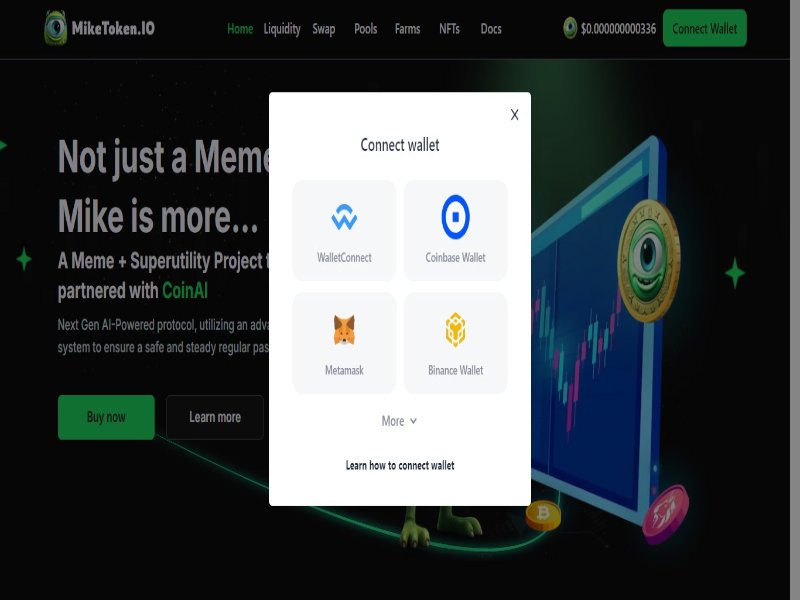 MikeToken.IO
Home Liquidity Swap Pools Farms NFTs Docs
$0.000000000336
Connect Wallet
X
Connect wallet
WalletConnect
Coinbase Wallet
Metamask
Binance Wallet
More
Learn how to connect wallet
Not just a Meme
Mike is more...
A Meme + Superutility Project
partnered with CoinAI
Next Gen AI-Powered protocol, utilizing an
system to ensure a safe and steady regular
Buy now
Learn more